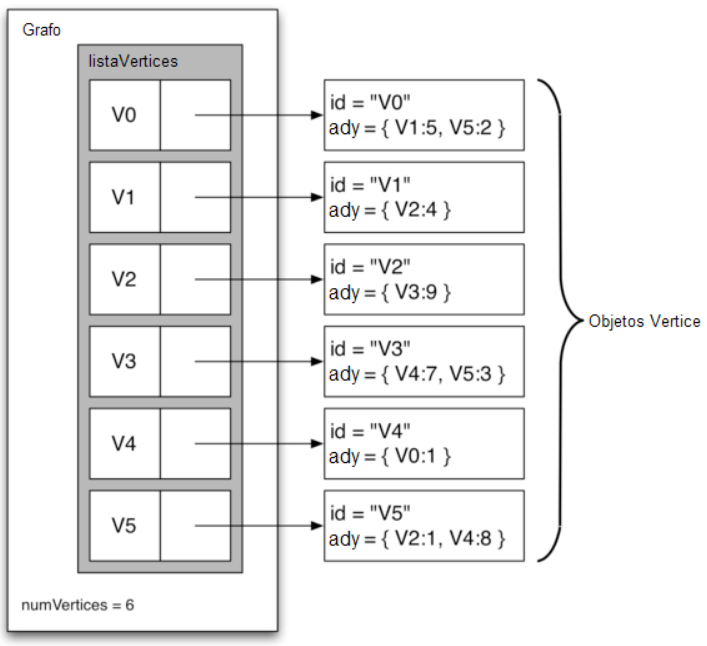 Grafo
listaVertices
V0
id = "V0"
ady = { V1:5, V5:2 }
V1
id = "V1"
ady = { V2:4 }
V2
id = "V2"
ady = { V3:9 }
Objetos Vertice
V3
id = "V3"
ady = { V4:7, V5:3 }
V4
id = "V4"
ady = { V0:1 }
V5
id = "V5"
ady = { V2:1, V4:8 }
numVertices = 6